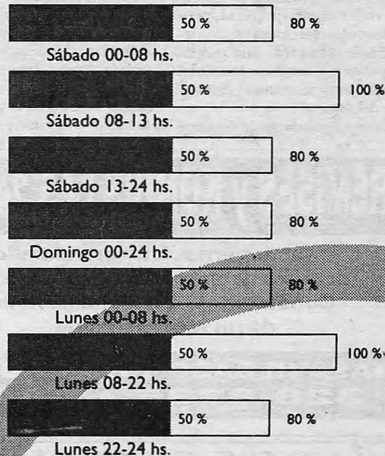 50 % 80 %
Sábado 00-08 hs.
50 % 100 %
Sábado 08-13 hs.
50 % 80 %
Sábado 13-24 hs.
50 % 80 %
Domingo 00-24 hs.
50 % 80 %
Lunes 00-08 hs.
50 % 100 %
Lunes 08-22 hs.
50 % 80 %
Lunes 22-24 hs.